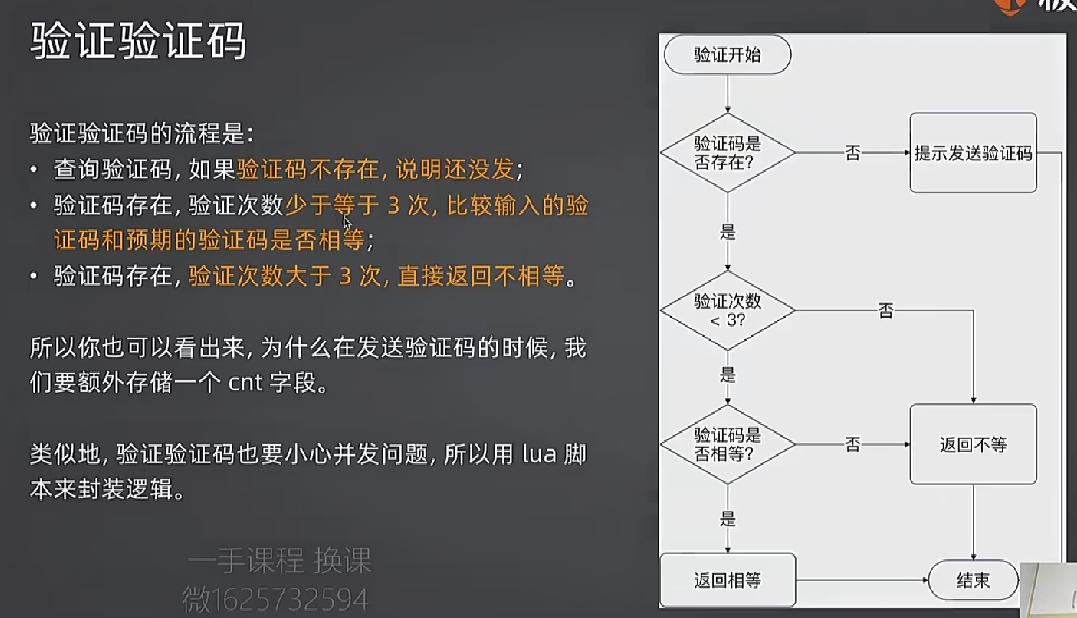 验证验证码
验证验证码的流程是：
• 查询验证码, 如果验证码不存在, 说明还没发；
• 验证码存在, 验证次数少于等于 3 次, 比较输入的验
证码和预期的验证码是否相等；
• 验证码存在, 验证次数大于 3 次, 直接返回不相等。
所以你也可以看出来, 为什么在发送验证码的时候, 我
们要额外存储一个 cnt 字段。
类似地, 验证验证码也要小心并发问题, 所以用 lua 脚
本来封装逻辑。
一手课程 换课
微1625732594
验证开始
验证码是
否存在?
否
提示发送验证码
是
验证次数
< 3?
否
是
验证码是
否相等?
否
返回不等
是
返回相等
结束